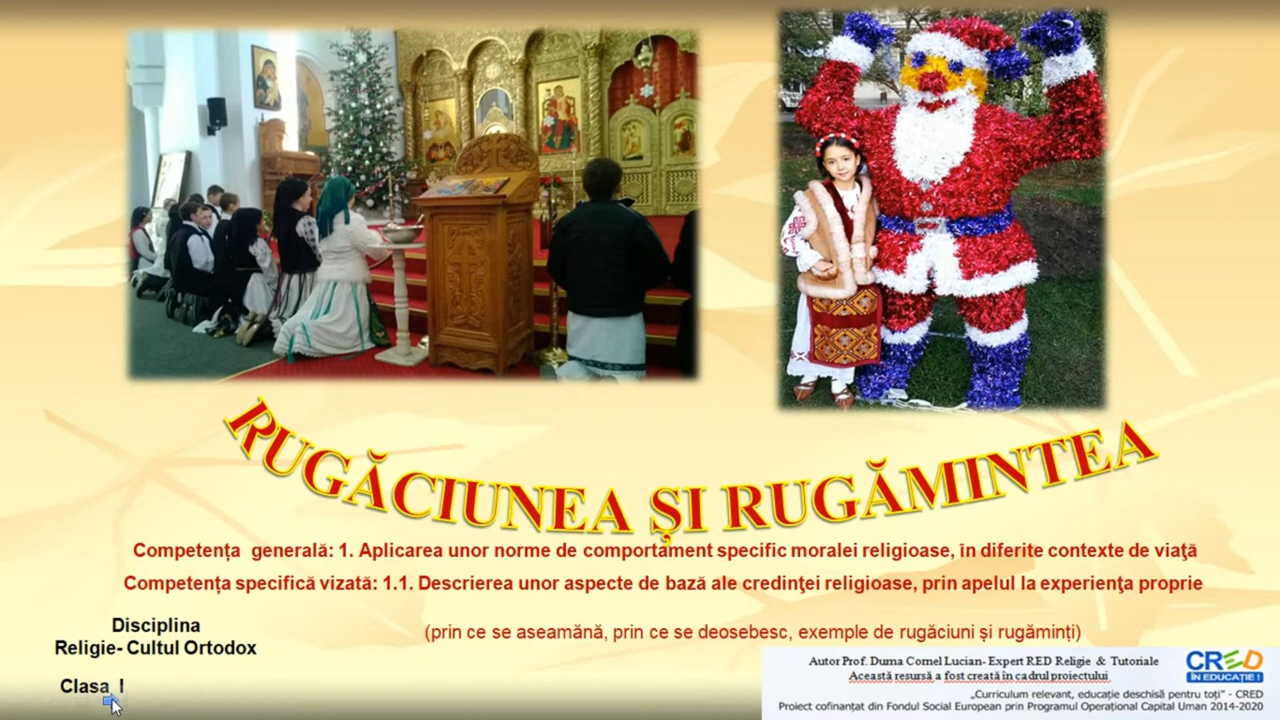 RUGĂCIUNEA ȘI RUGĂMINTEA
Competența generală: 1. Aplicarea unor norme de comportament specific moralei religioase, în diferite contexte de viaţă
Competența specifică vizată: 1.1. Descrierea unor aspecte de bază ale credinţei religioase, prin apelul la experienţa proprie
(prin ce se aseamănă, prin ce se deosebesc, exemple de rugăciuni și rugăminți)
Disciplina
Religie- Cultul Ortodox
Clasa I
Autor Prof. Duma Cornel Lucian- Expert RED Religie & Tutoriale
Această resursă a fost creată în cadrul proiectului
„Curriculum relevant, educație deschisă pentru toți” - CRED
Proiect cofinanțat din Fondul Social European prin Programul Operațional Capital Uman 2014-2020
CRED
ÎN EDUCAȚIE !